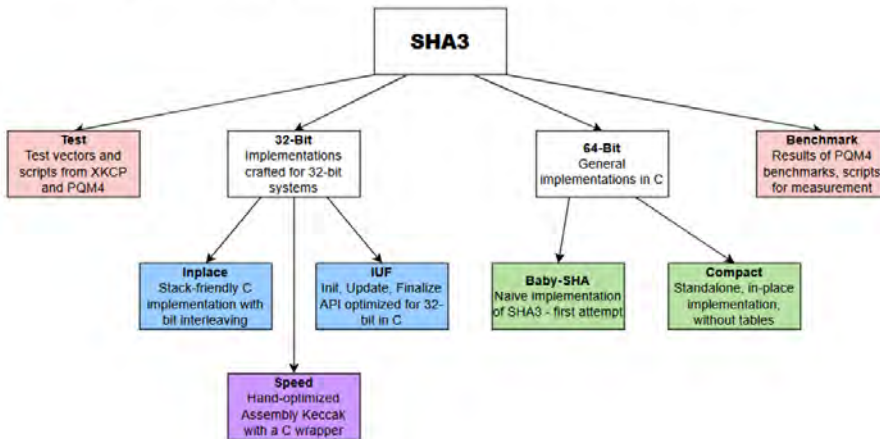 SHA3
Test
Test vectors and
scripts from XKCP
and PQM4
32-Bit
Implementations
crafted for 32-bit
systems
64-Bit
General
implementations in C
Benchmark
Results of PQM4
benchmarks, scripts
for measurement
Inplace
Stack-friendly C
implementation with
bit interleaving
IUF
Init, Update, Finalize
API optimized for 32-
bit in C
Baby-SHA
Naive implementation
of SHA3 - first attempt
Compact
Standalone, in-place
implementation,
without tables
Speed
Hand-optimized
Assembly Keccak
with a C wrapper